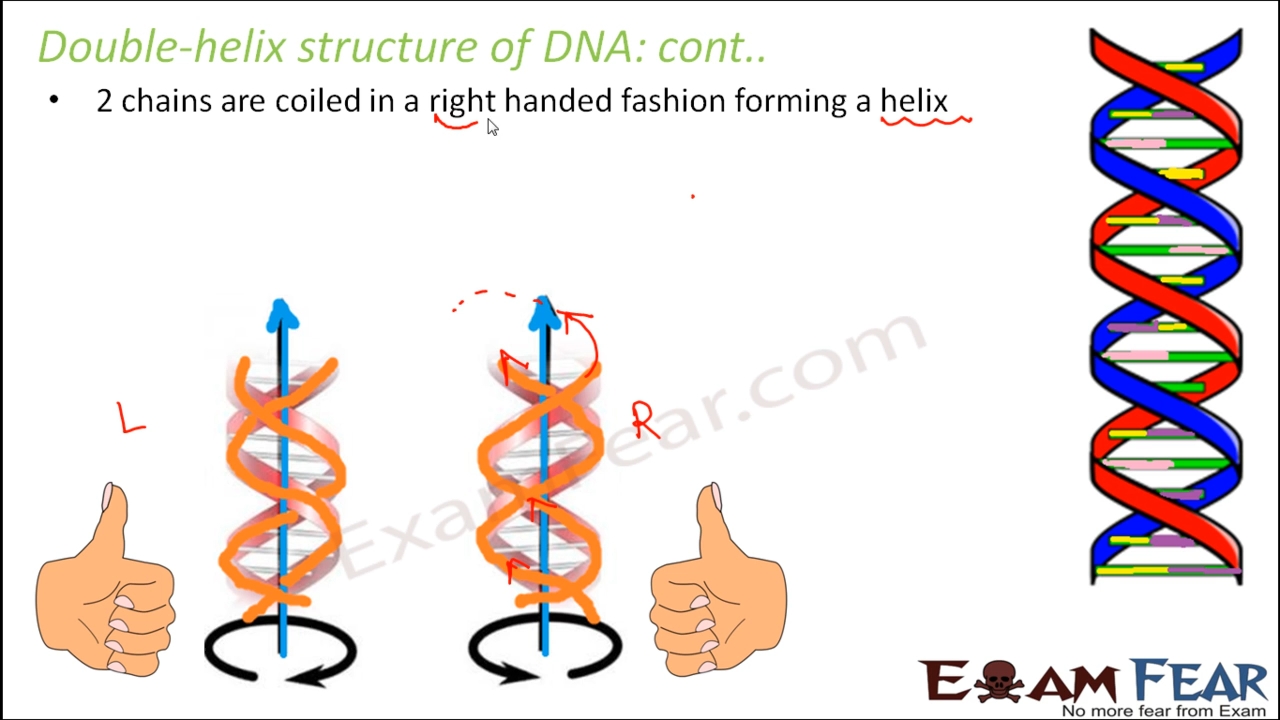 Double-helix structure of DNA: cont..
• 2 chains are coiled in a right handed fashion forming a helix
L
R
ExamFear.com
EXAM FEAR
No more fear from Exam